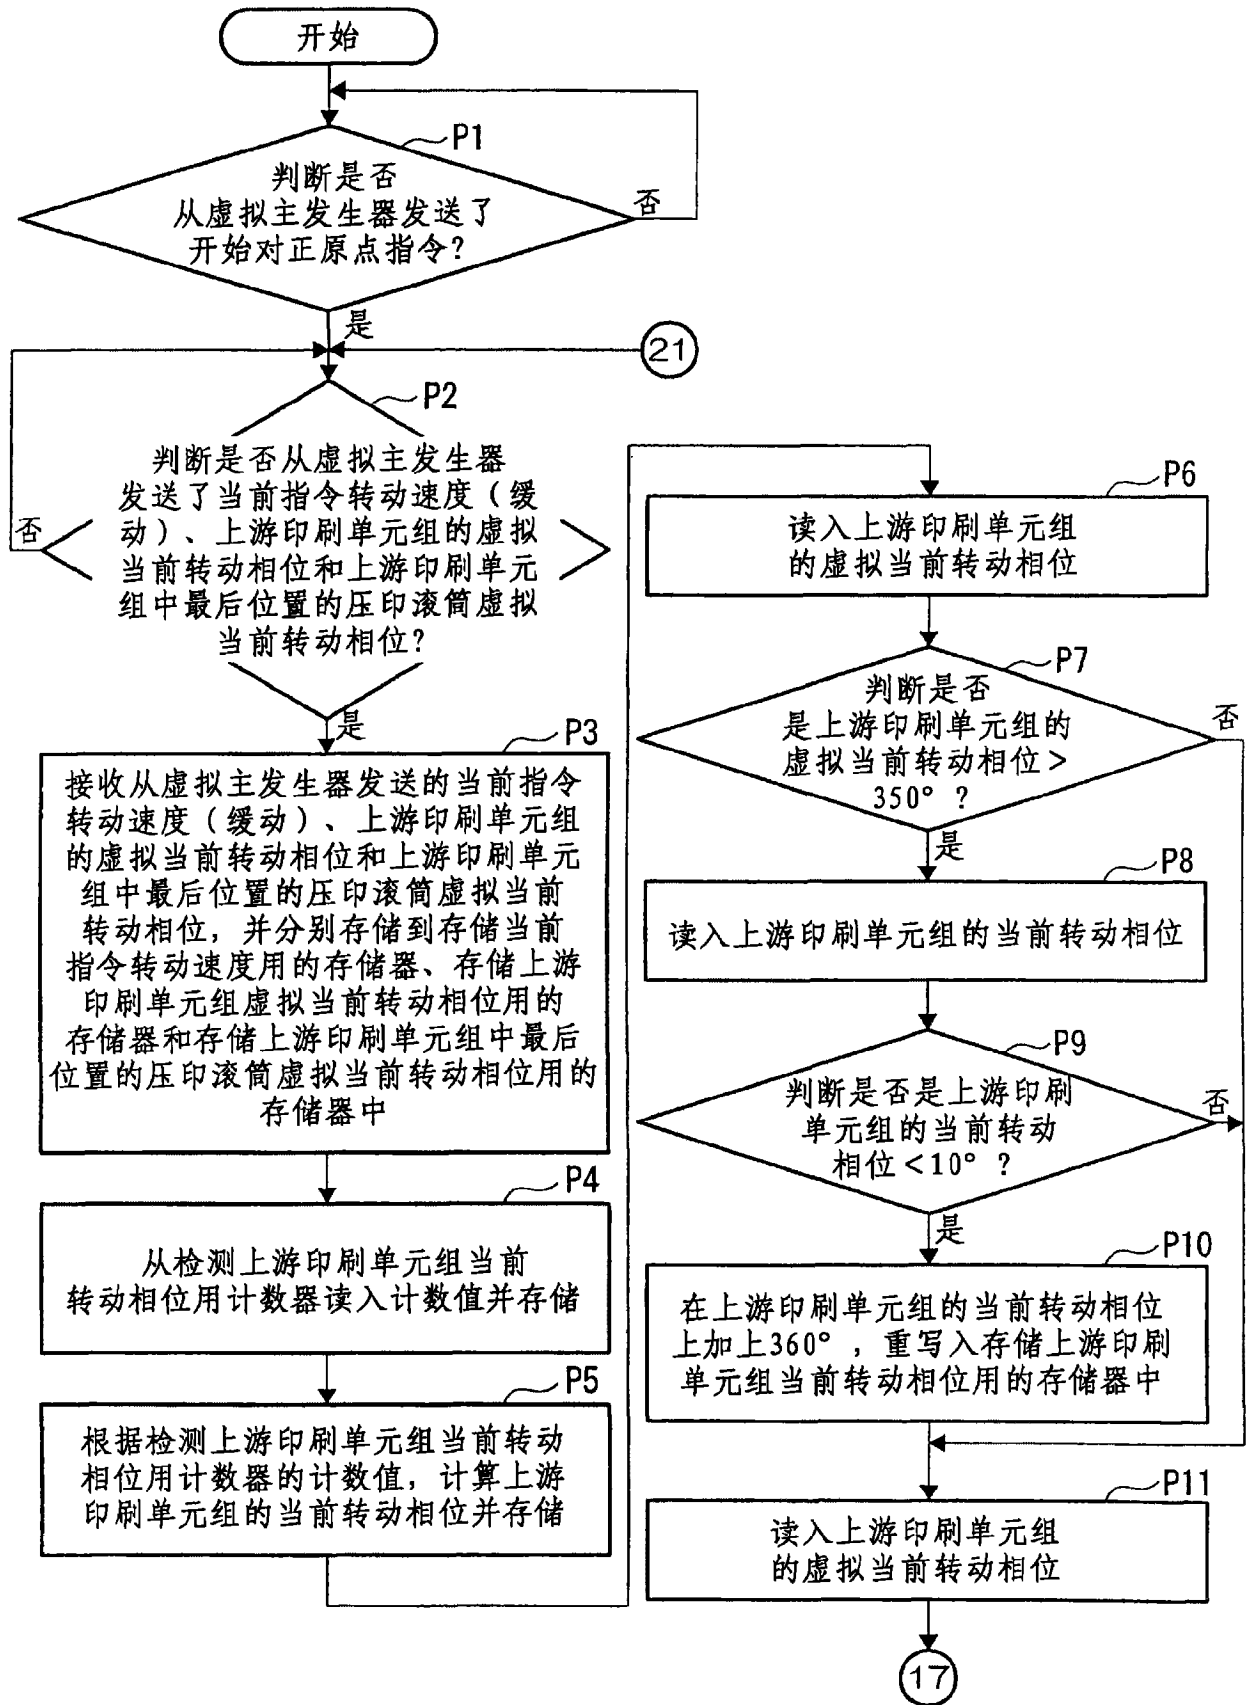 开始
P1
判断是否
从虚拟主发生器发送了
开始对正原点指令?
否
是
21
P2
判断是否从虚拟主发生器
发送了当前指令转动速度(缓
动)、上游印刷单元组的虚拟
当前转动相位和上游印刷单元
组中最后位置的压印滚筒虚拟
当前转动相位?
否
是
P3
接收从虚拟主发生器发送的当前指令
转动速度(缓动)、上游印刷单元组
的虚拟当前转动相位和上游印刷单元
组中最后位置的压印滚筒虚拟当前
转动相位,并分别存储到存储当前
指令转动速度用的存储器、存储上游
印刷单元组虚拟当前转动相位用的
存储器和存储上游印刷单元组中最后
位置的压印滚筒虚拟当前转动相位用的
存储器中
P4
从检测上游印刷单元组当前
转动相位用计数器读入计数值并存储
P5
根据检测上游印刷单元组当前转动
相位用计数器的计数值,计算上游
印刷单元组的当前转动相位并存储
P6
读入上游印刷单元组
的虚拟当前转动相位
P7
判断是否
是上游印刷单元组的
虚拟当前转动相位>
350°?
否
是
P8
读入上游印刷单元组的当前转动相位
P9
判断是否是上游印刷
单元组的当前转动
相位<10°?
否
是
P10
在上游印刷单元组的当前转动相位
上加上360°,重写入存储上游印刷
单元组当前转动相位用的存储器中
P11
读入上游印刷单元组
的虚拟当前转动相位
17